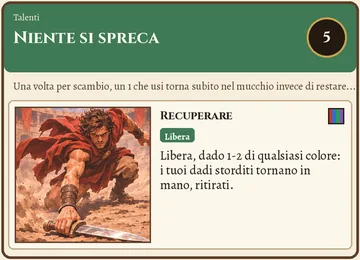 Talenti
Niente si spreca
5
Una volta per scambio, un 1 che usi torna subito nel mucchio invece di restare...
Recuperare
Libera
Libera, dado 1-2 di qualsiasi colore:
i tuoi dadi storditi tornano in
mano, ritirati.